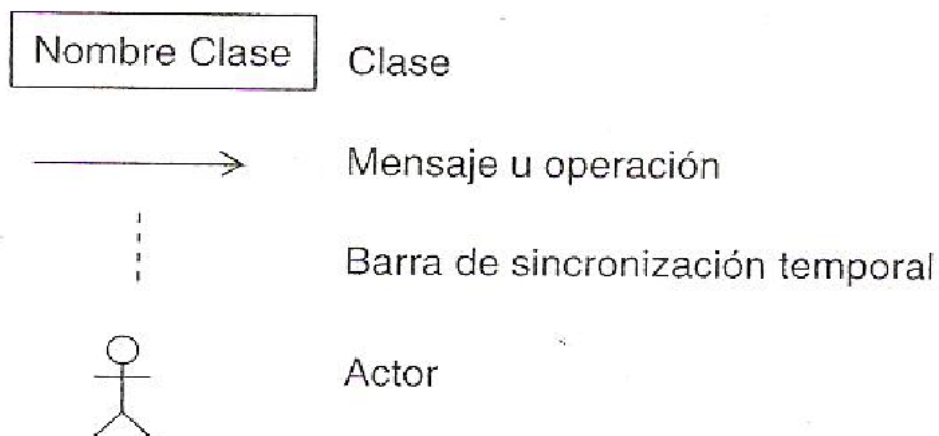 Nombre Clase Clase
Mensaje u operación
Barra de sincronización temporal
Actor